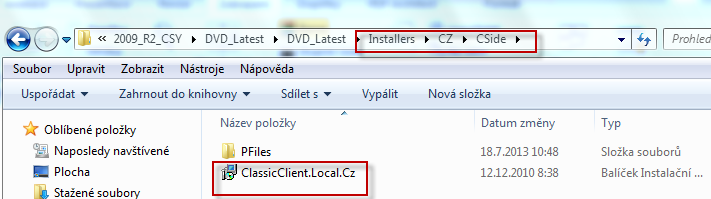 « 2009_R2_CSY ▸ DVD_Latest ▸ DVD_Latest ▸ Installers ▸ CZ ▸ CSide ▸
Prohled
Soubor Upravit Zobrazit Nástroje Nápověda
Uspořádat Zahrnout do knihovny Sdílet s Vypálit Nová složka
Oblíbené položky
Naposledy navštívené
Plocha
Stažené soubory
Název položky Datum změny Typ
PFiles 18.7.2013 10:48 Složka souborů
ClassicClient.Local.Cz 12.12.2010 8:38 Balíček Instalační ...